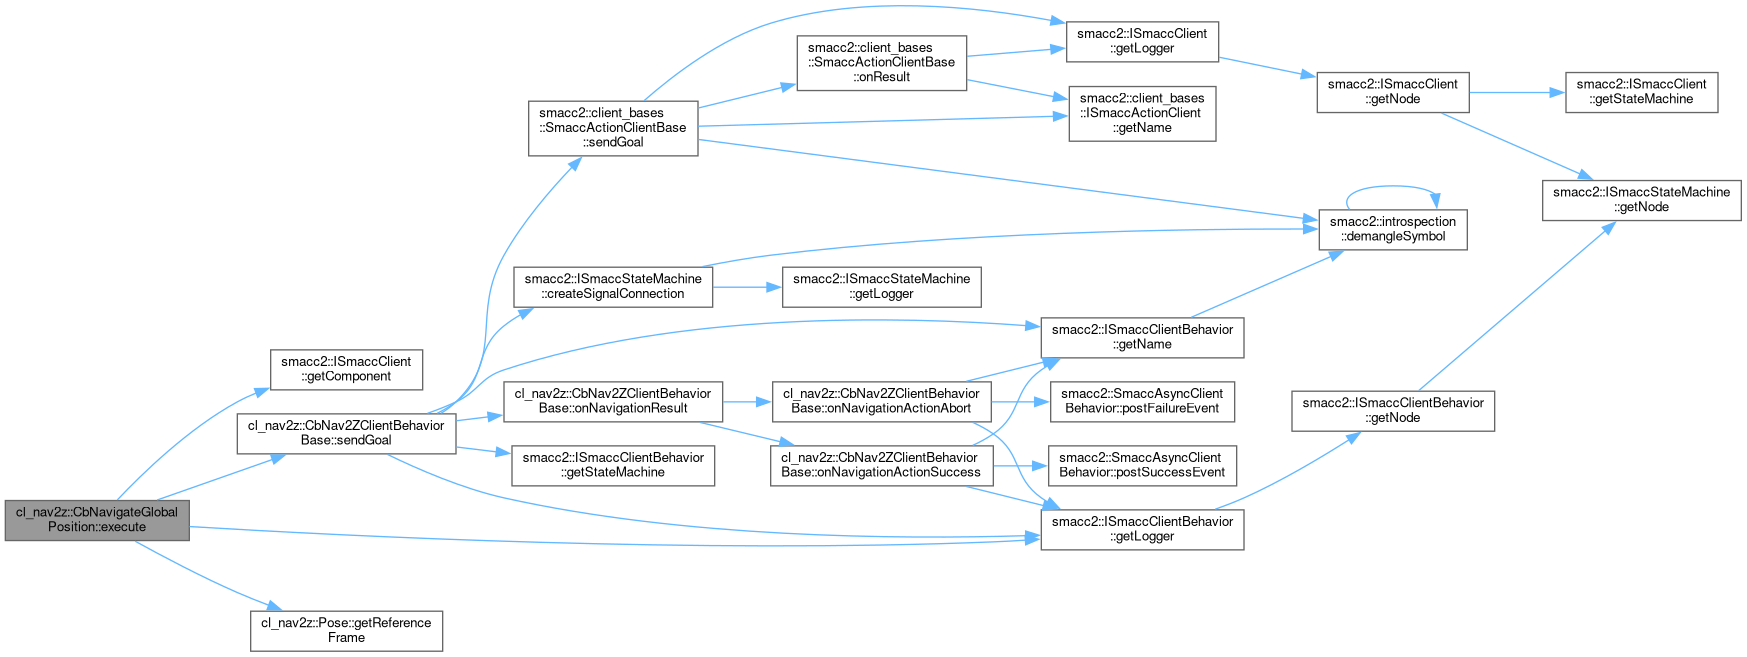 cl_nav2z::CbNavigateGlobal
Position::execute
smacc2::ISmaccClient
::getComponent
cl_nav2z::CbNav2ZClientBehavior
Base::sendGoal
cl_nav2z::Pose::getReference
Frame
smacc2::client_bases
::SmaccActionClientBase
::sendGoal
smacc2::ISmaccStateMachine
::createSignalConnection
cl_nav2z::CbNav2ZClientBehavior
Base::onNavigationResult
smacc2::ISmaccClientBehavior
::getStateMachine
smacc2::client_bases
::SmaccActionClientBase
::onResult
smacc2::ISmaccStateMachine
::getLogger
cl_nav2z::CbNav2ZClientBehavior
Base::onNavigationActionAbort
cl_nav2z::CbNav2ZClientBehavior
Base::onNavigationActionSuccess
smacc2::ISmaccClient
::getLogger
smacc2::client_bases
::ISmaccActionClient
::getName
smacc2::ISmaccClientBehavior
::getName
smacc2::SmaccAsyncClient
Behavior::postFailureEvent
smacc2::SmaccAsyncClient
Behavior::postSuccessEvent
smacc2::ISmaccClientBehavior
::getLogger
smacc2::ISmaccClient
::getNode
smacc2::introspection
::demangleSymbol
smacc2::ISmaccClientBehavior
::getNode
smacc2::ISmaccClient
::getStateMachine
smacc2::ISmaccStateMachine
::getNode